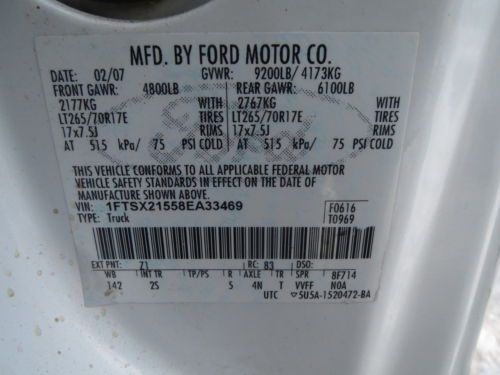 MFD. BY FORD MOTOR CO.
DATE: 02/07 GVWR: 9200LB/ 4173KG
FRONT GAWR: 4800LB REAR GAWR: 6100LB
2177KG WITH 2767KG WITH
LT265/70R17E TIRES LT265/70R17E TIRES
17x7.5J RIMS 17x7.5J RIMS
AT 515 kPa/ 75 PSI COLD AT 515 kPa/ 75 PSI COLD
THIS VEHICLE CONFORMS TO ALL APPLICABLE FEDERAL MOTOR
VEHICLE SAFETY STANDARDS IN EFFECT ON THE DATE OF
MANUFACTURE SHOWN ABOVE.
VIN: 1FTSX21558EA33469 F0616
TYPE: Truck T0969
EXT PNT: Z1 RC: 83 DSO:
WB INT TR TP/PS R AXLE TR SPR 8F714
142 2S 5 4N T VVFF N0A
UTC ▽5U5A-1520472-BA
Ford